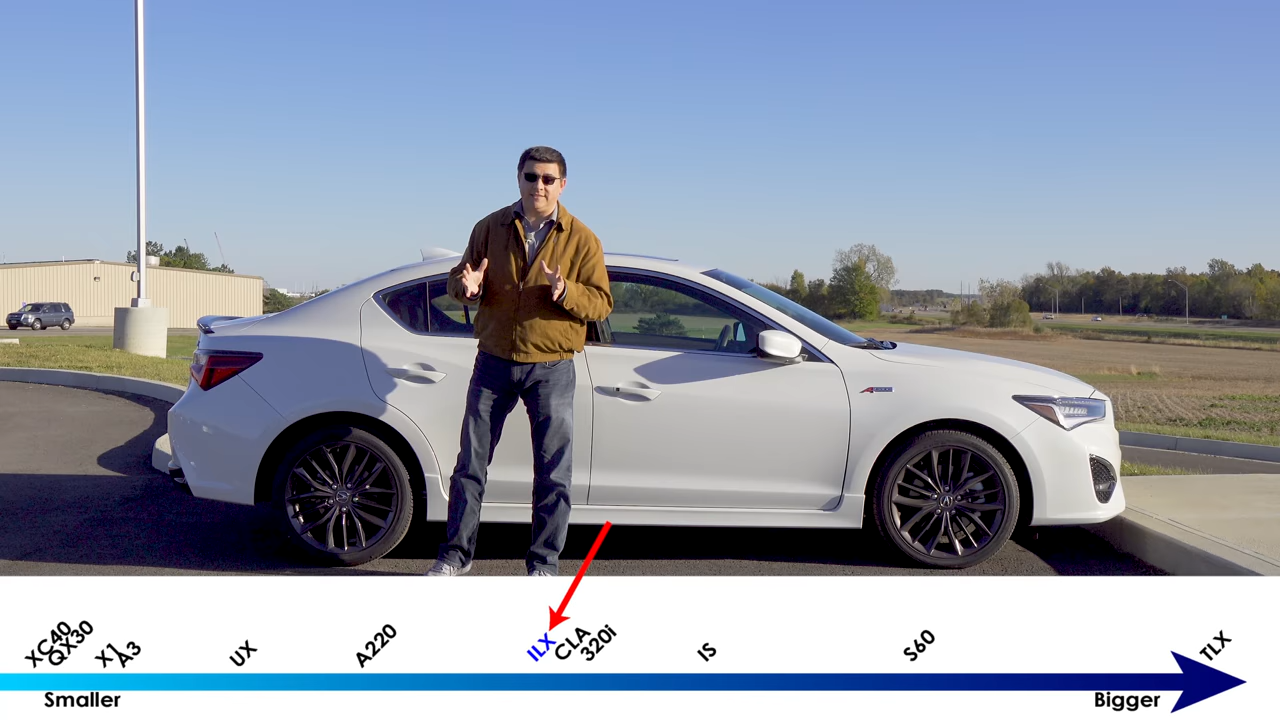 XC40
QX30
X1
A3
UX
A220
ILX
CLA
320i
IS
S60
TLX
Smaller
Bigger